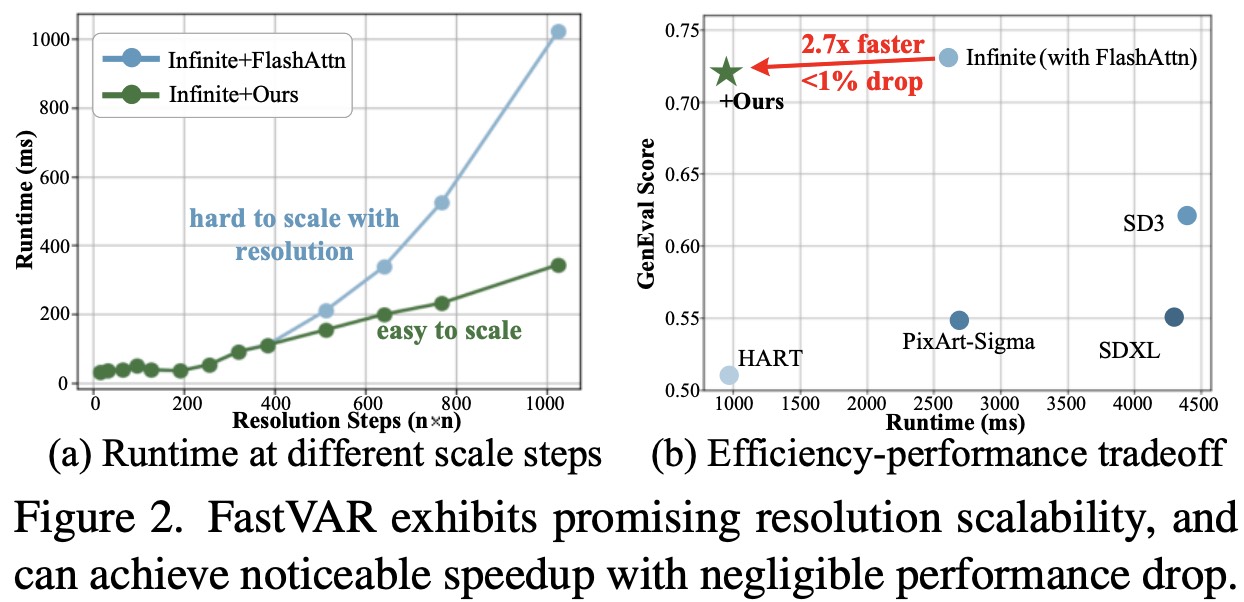 1000
800
600
400
200
0
Runtime (ms)
Infinite+FlashAttn
Infinite+Ours
hard to scale with
resolution
easy to scale
0 200 400 600 800 1000
Resolution Steps (n×n)
(a) Runtime at different scale steps
0.75
0.70
0.65
0.60
0.55
0.50
GenEval Score
2.7x faster
<1% drop
Infinite (with FlashAttn)
+Ours
SD3
PixArt-Sigma
SDXL
HART
1000 1500 2000 2500 3000 3500 4000 4500
Runtime (ms)
(b) Efficiency-performance tradeoff
Figure 2. FastVAR exhibits promising resolution scalability, and
can achieve noticeable speedup with negligible performance drop.